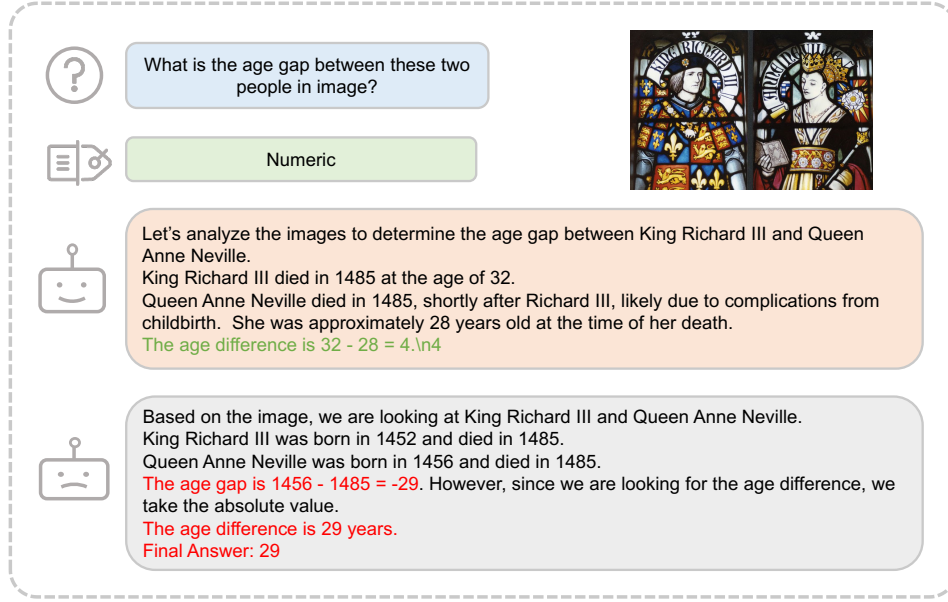 What is the age gap between these two
people in image?
KING RICHARD III
Numeric
Let's analyze the images to determine the age gap between King Richard III and Queen
Anne Neville.
King Richard III died in 1485 at the age of 32.
Queen Anne Neville died in 1485, shortly after Richard III, likely due to complications from
childbirth.  She was approximately 28 years old at the time of her death.
The age difference is 32 - 28 = 4.\n4
Based on the image, we are looking at King Richard III and Queen Anne Neville.
King Richard III was born in 1452 and died in 1485.
Queen Anne Neville was born in 1456 and died in 1485.
The age gap is 1456 - 1485 = -29. However, since we are looking for the age difference, we
take the absolute value.
The age difference is 29 years.
Final Answer: 29